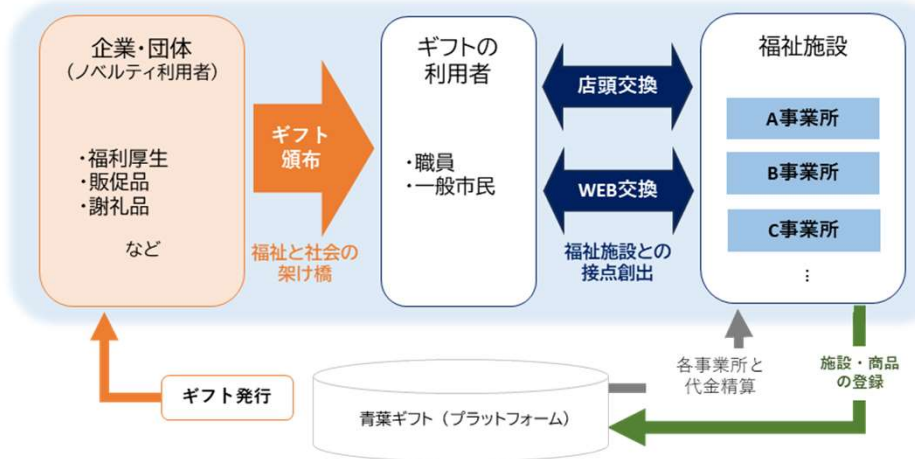 企業・団体
（ノベルティ利用者）
・福利厚生
・販促品
・謝礼品
など
ギフト
頒布
福祉と社会の
架け橋
ギフトの
利用者
・職員
・一般市民
店頭交換
WEB交換
福祉施設との
接点創出
福祉施設
A事業所
B事業所
C事業所
⋮
ギフト発行
青葉ギフト（プラットフォーム）
各事業所と
代金精算
施設・商品
の登録